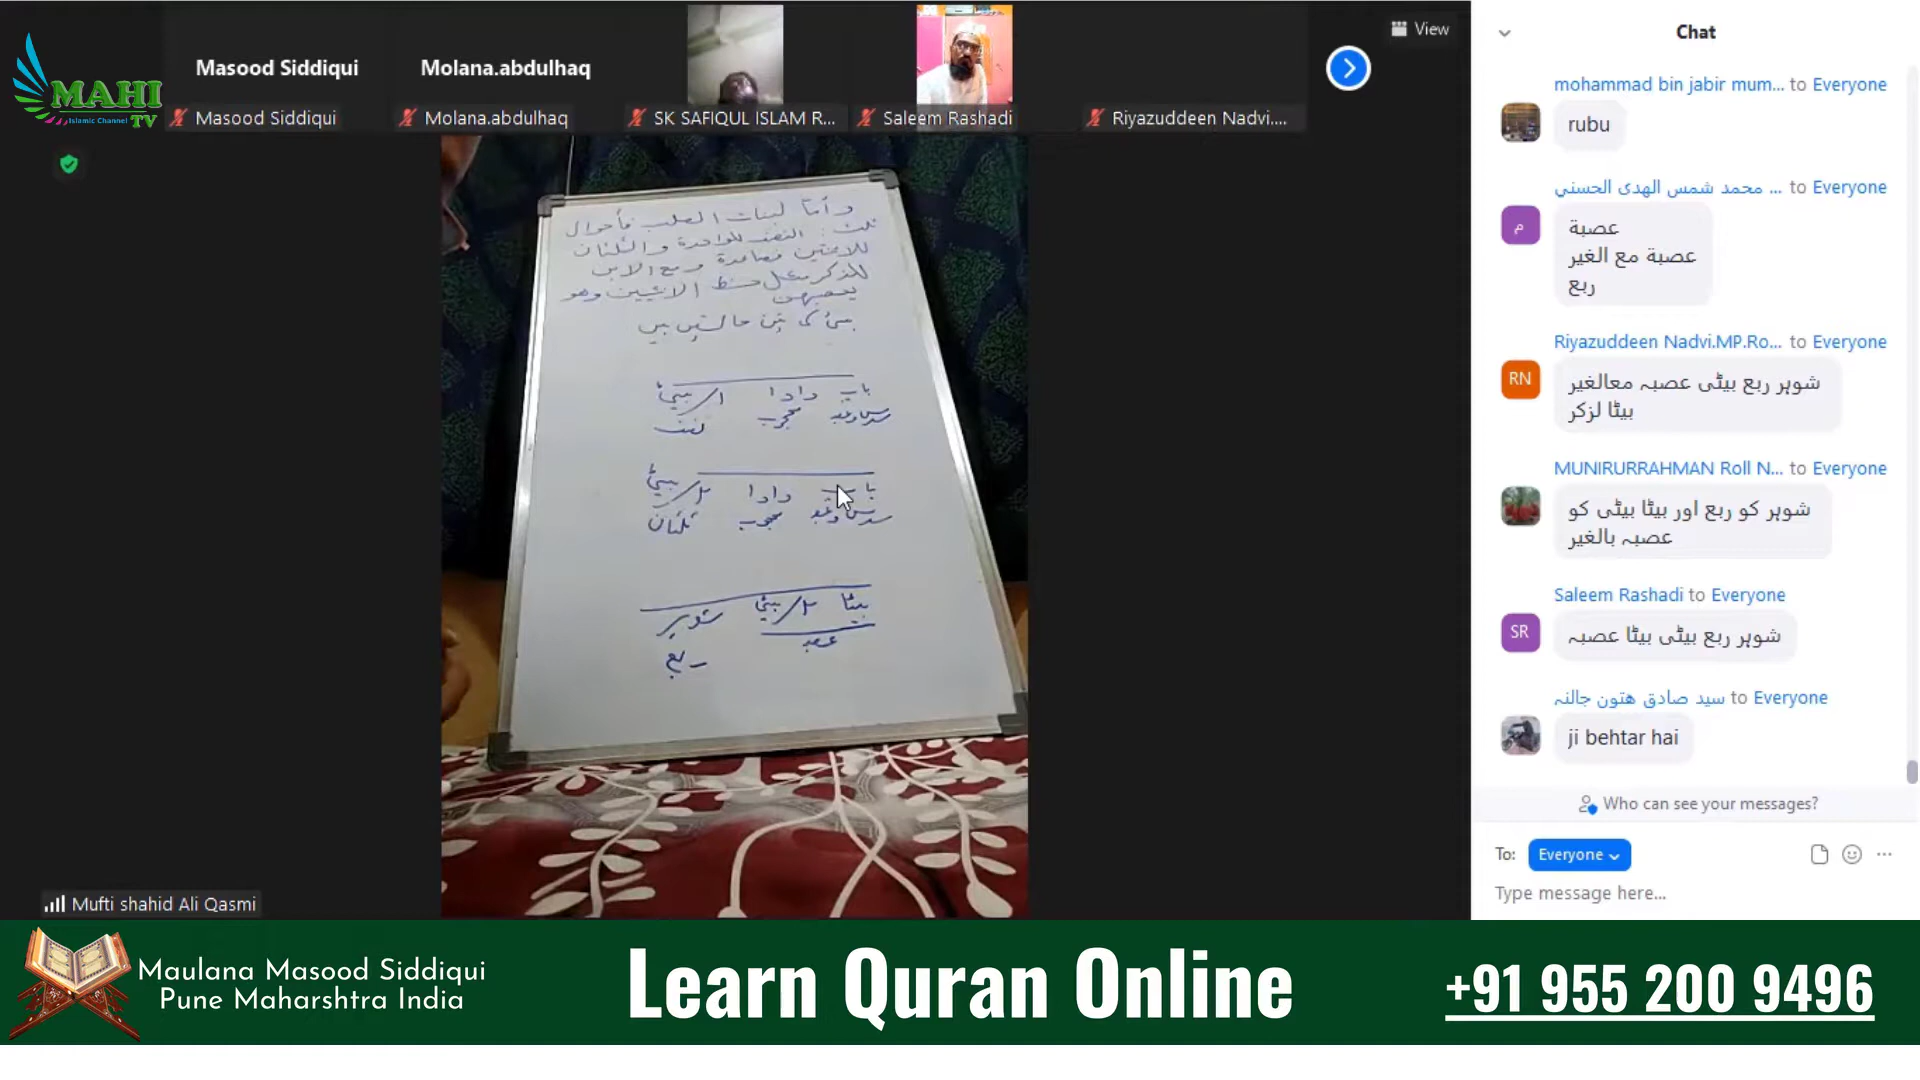 MAHI
Islamic Channel TV
Masood Siddiqui
Molana.abdulhaq
Masood Siddiqui
Molana.abdulhaq
SK SAFIQUL ISLAM R...
Saleem Rashadi
Riyazuddeen Nadvi....
View
وأما لبنات الصلب فأحوال
ثلث: النصف للواحدة والثلثان
للاثنتين فصاعدة ومع الابن
للذكر مثل حظ الانثيين وهو
يعصبهن
بیٹی کی تین حالتیں ہیں
باپ دادا ار بیٹی
محجوب
باپ دادا بیٹی
محجوب ثلثان
بیٹا بیٹی شوہر
عصبہ
ربع
Mufti shahid Ali Qasmi
Chat
mohammad bin jabir mum... to Everyone
rubu
محمد شمس الهدى الحسني ... to Everyone
م
عصبة
عصبة مع الغير
ربع
Riyazuddeen Nadvi.MP.Ro... to Everyone
RN
شوہر ربع بیٹی عصبہ معالغیر
بیٹا لزکر
MUNIRURRAHMAN Roll N... to Everyone
شوہر کو ربع اور بیٹا بیٹی کو
عصبہ بالغیر
Saleem Rashadi to Everyone
SR
شوہر ربع بیٹی بیٹا عصبہ
سید صادق ھتون جالنہ to Everyone
ji behtar hai
Who can see your messages?
To: Everyone
Type message here...
Maulana Masood Siddiqui
Pune Maharshtra India
Learn Quran Online
+91 955 200 9496